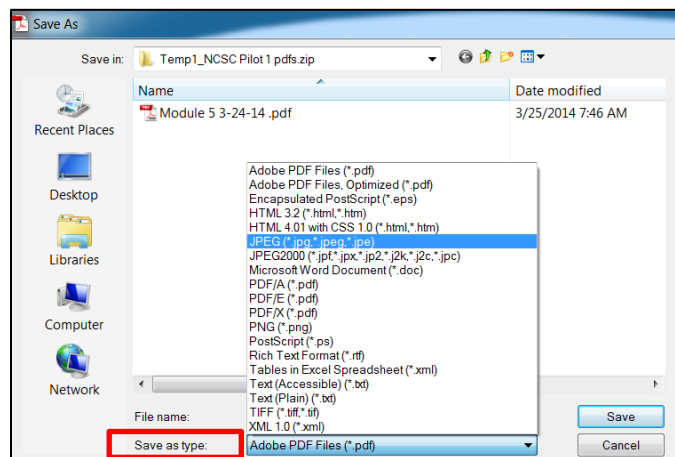 Save As
Save in:
Temp1_NCSC Pilot 1 pdfs.zip
Name
Date modified
Module 5 3-24-14 .pdf
3/25/2014 7:46 AM
Recent Places
Desktop
Libraries
Computer
Network
Adobe PDF Files (*.pdf)
Adobe PDF Files, Optimized (*.pdf)
Encapsulated PostScript (*.eps)
HTML 3.2 (*.html,*.htm)
HTML 4.01 with CSS 1.0 (*.html,*.htm)
JPEG (*.jpg,*.jpeg,*.jpe)
JPEG2000 (*.jpf,*.jpx,*.jp2,*.j2k,*.j2c,*.jpc)
Microsoft Word Document (*.doc)
PDF/A (*.pdf)
PDF/E (*.pdf)
PDF/X (*.pdf)
PNG (*.png)
PostScript (*.ps)
Rich Text Format (*.rtf)
Tables in Excel Spreadsheet (*.xml)
Text (Accessible) (*.txt)
Text (Plain) (*.txt)
TIFF (*.tiff,*.tif)
XML 1.0 (*.xml)
File name:
Save
Save as type:
Adobe PDF Files (*.pdf)
Cancel